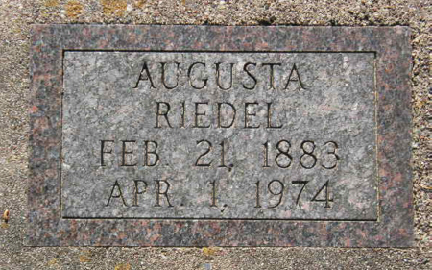 AUGUSTA
RIEDEL
FEB. 21, 1883
APR. 1, 1974